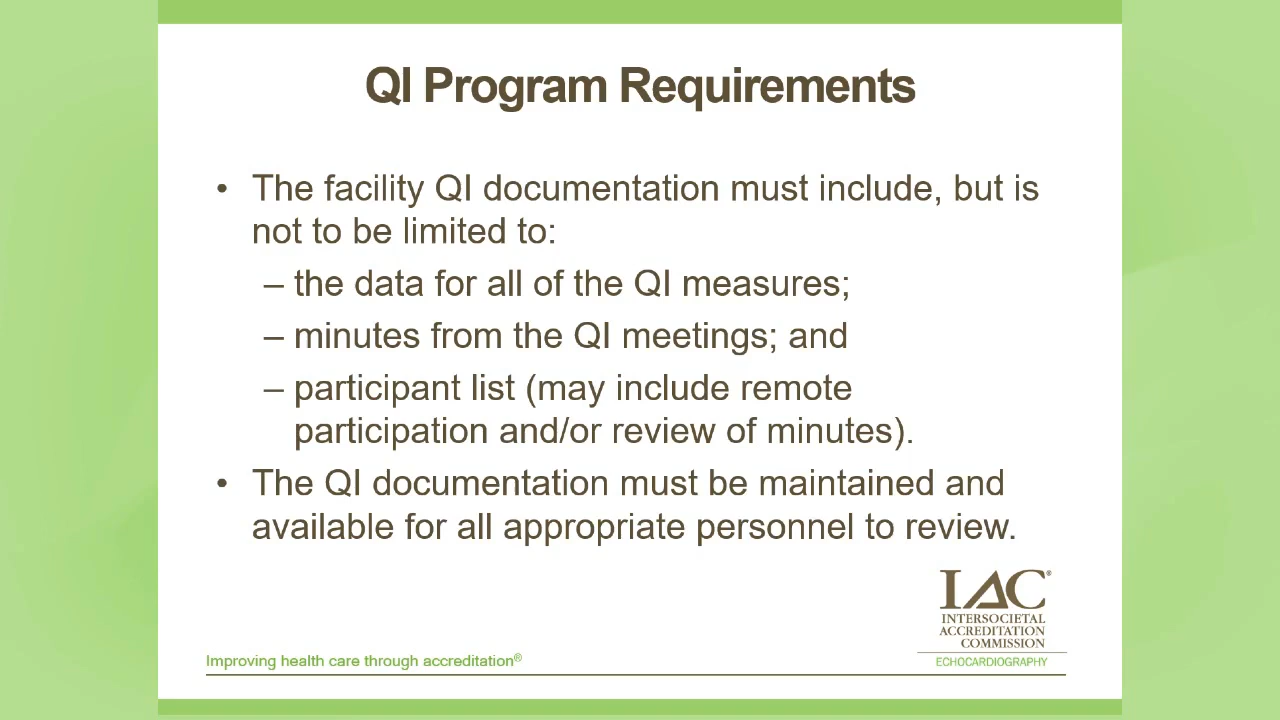 QI Program Requirements
• The facility QI documentation must include, but is
not to be limited to:
– the data for all of the QI measures;
– minutes from the QI meetings; and
– participant list (may include remote
participation and/or review of minutes).
• The QI documentation must be maintained and
available for all appropriate personnel to review.
IAC®
INTERSOCIETAL
ACCREDITATION
COMMISSION
ECHOCARDIOGRAPHY
Improving health care through accreditation®